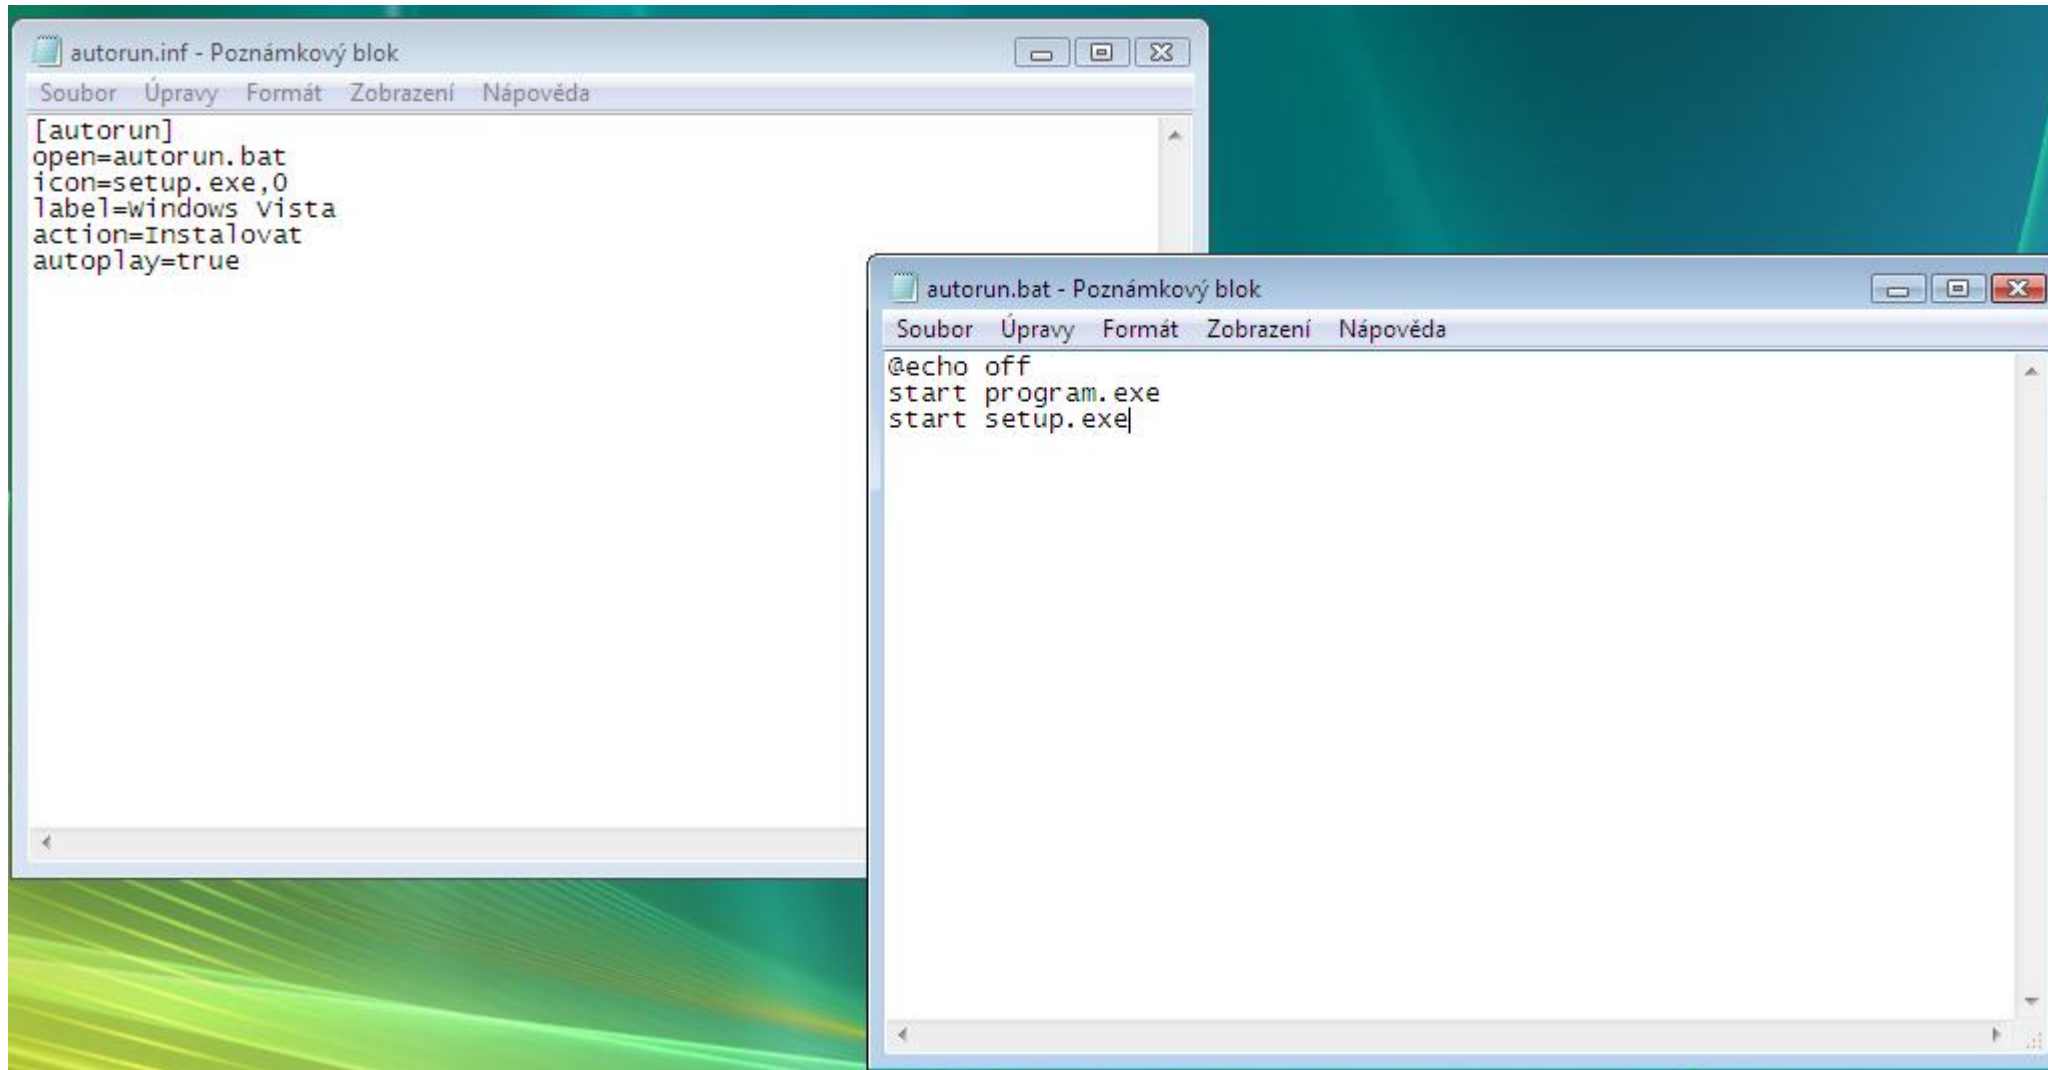 autorun.inf - Poznámkový blok
Soubor Úpravy Formát Zobrazení Nápověda
[autorun]
open=autorun.bat
icon=setup.exe,0
label=Windows Vista
action=Instalovat
autoplay=true
autorun.bat - Poznámkový blok
Soubor Úpravy Formát Zobrazení Nápověda
@echo off
start program.exe
start setup.exe